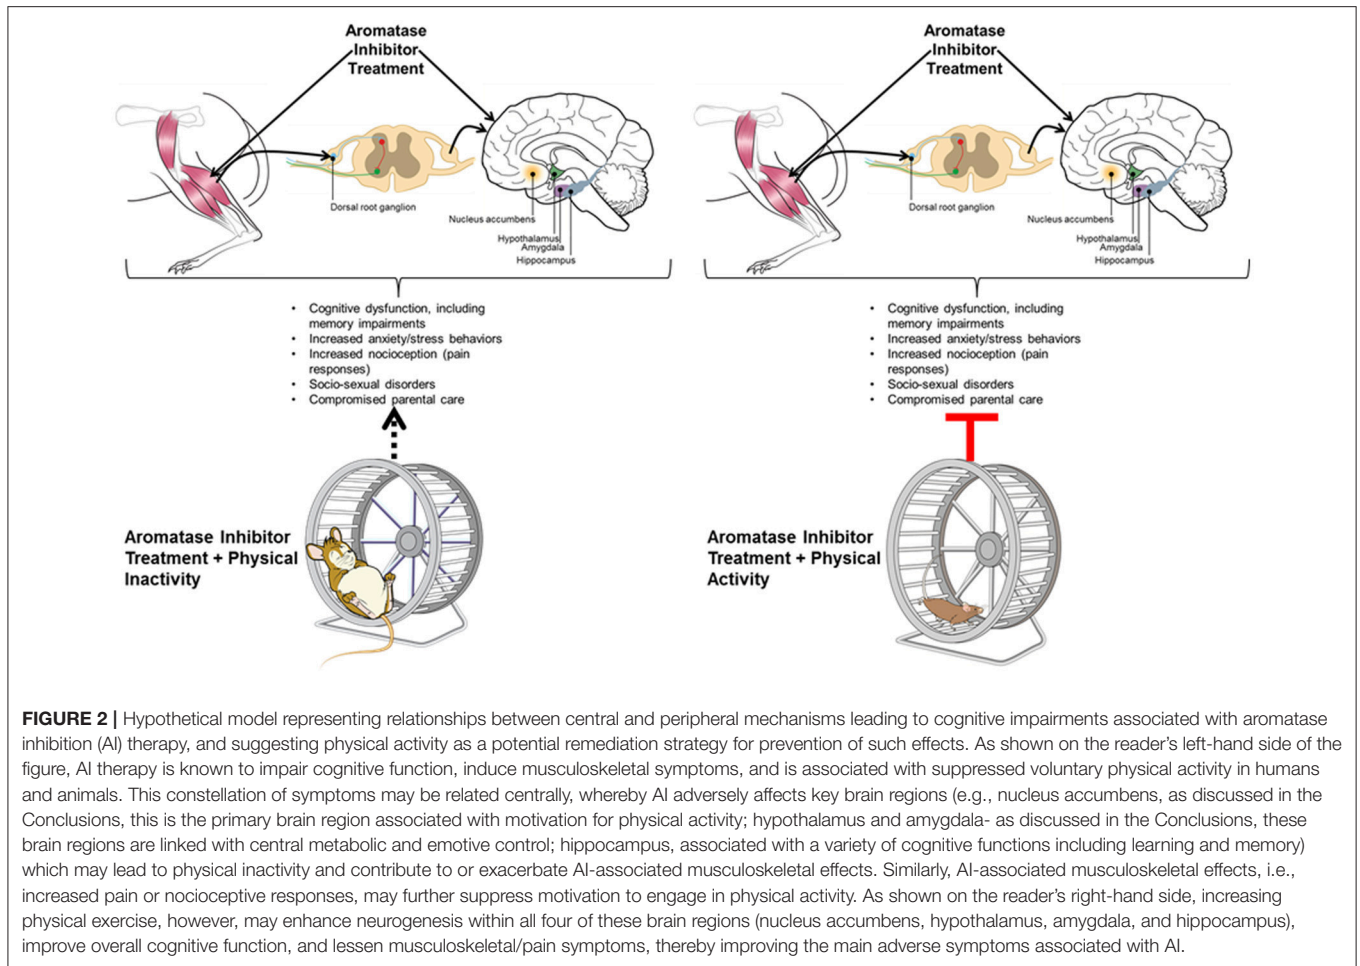 Aromatase
Inhibitor
Treatment
Dorsal root ganglion
Nucleus accumbens
Hypothalamus
Amygdala
Hippocampus
• Cognitive dysfunction, including
memory impairments
• Increased anxiety/stress behaviors
• Increased nocioception (pain
responses)
• Socio-sexual disorders
• Compromised parental care
Aromatase Inhibitor
Treatment + Physical
Inactivity
Aromatase
Inhibitor
Treatment
Dorsal root ganglion
Nucleus accumbens
Hypothalamus
Amygdala
Hippocampus
• Cognitive dysfunction, including
memory impairments
• Increased anxiety/stress behaviors
• Increased nocioception (pain
responses)
• Socio-sexual disorders
• Compromised parental care
Aromatase Inhibitor
Treatment + Physical
Activity
FIGURE 2 | Hypothetical model representing relationships between central and peripheral mechanisms leading to cognitive impairments associated with aromatase
inhibition (AI) therapy, and suggesting physical activity as a potential remediation strategy for prevention of such effects. As shown on the reader's left-hand side of the
figure, AI therapy is known to impair cognitive function, induce musculoskeletal symptoms, and is associated with suppressed voluntary physical activity in humans
and animals. This constellation of symptoms may be related centrally, whereby AI adversely affects key brain regions (e.g., nucleus accumbens, as discussed in the
Conclusions, this is the primary brain region associated with motivation for physical activity; hypothalamus and amygdala- as discussed in the Conclusions, these
brain regions are linked with central metabolic and emotive control; hippocampus, associated with a variety of cognitive functions including learning and memory)
which may lead to physical inactivity and contribute to or exacerbate AI-associated musculoskeletal effects. Similarly, AI-associated musculoskeletal effects, i.e.,
increased pain or nocioceptive responses, may further suppress motivation to engage in physical activity. As shown on the reader's right-hand side, increasing
physical exercise, however, may enhance neurogenesis within all four of these brain regions (nucleus accumbens, hypothalamus, amygdala, and hippocampus),
improve overall cognitive function, and lessen musculoskeletal/pain symptoms, thereby improving the main adverse symptoms associated with AI.